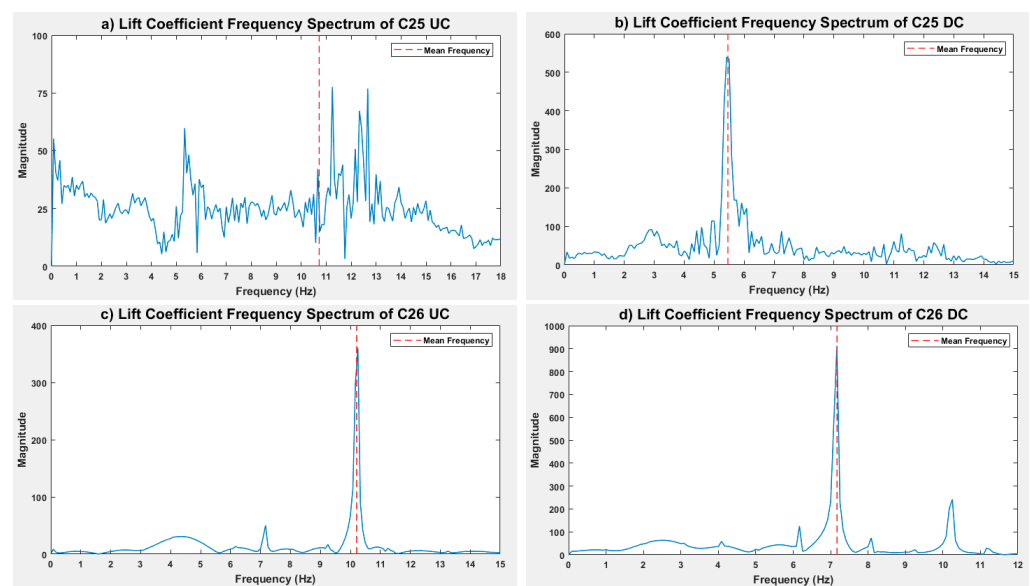 a) Lift Coefficient Frequency Spectrum of C25 UC
100
75
50
25
0
Magnitude
Mean Frequency
0 1 2 3 4 5 6 7 8 9 10 11 12 13 14 15 16 17 18
Frequency (Hz)
b) Lift Coefficient Frequency Spectrum of C25 DC
600
500
400
300
200
100
0
Magnitude
Mean Frequency
0 1 2 3 4 5 6 7 8 9 10 11 12 13 14 15
Frequency (Hz)
c) Lift Coefficient Frequency Spectrum of C26 UC
400
300
200
100
0
Magnitude
Mean Frequency
0 1 2 3 4 5 6 7 8 9 10 11 12 13 14 15
Frequency (Hz)
d) Lift Coefficient Frequency Spectrum of C26 DC
1000
900
800
700
600
500
400
300
200
100
0
Magnitude
Mean Frequency
0 1 2 3 4 5 6 7 8 9 10 11 12
Frequency (Hz)